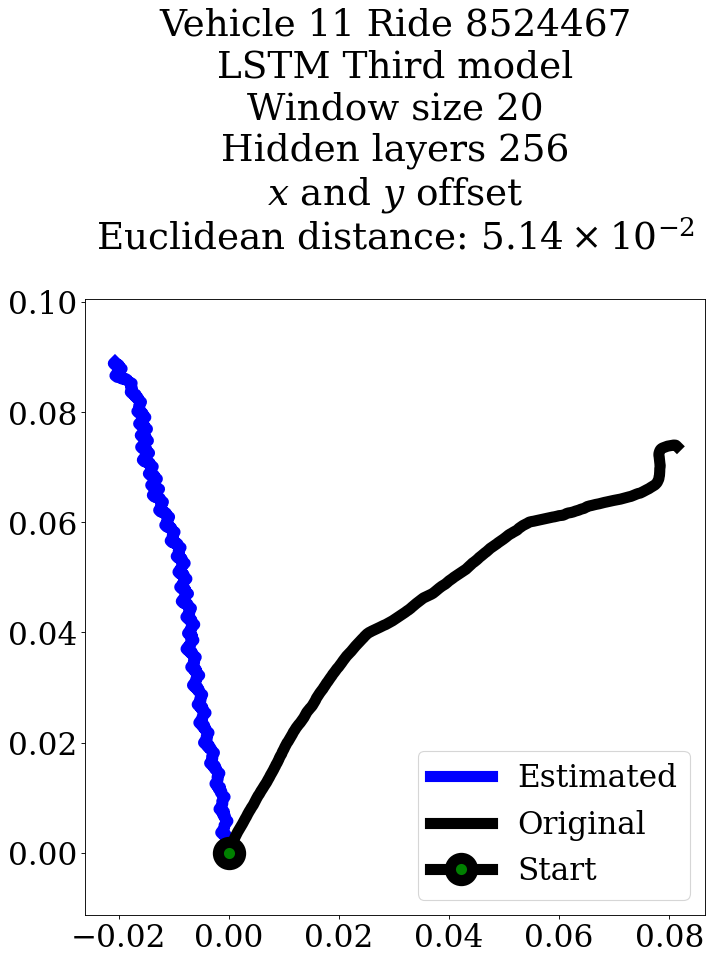 Vehicle 11 Ride 8524467
LSTM Third model
Window size 20
Hidden layers 256
x and y offset
Euclidean distance: 5.14 × 10⁻²
0.10
0.08
0.06
0.04
0.02
0.00
Estimated
Original
Start
−0.02 0.00 0.02 0.04 0.06 0.08